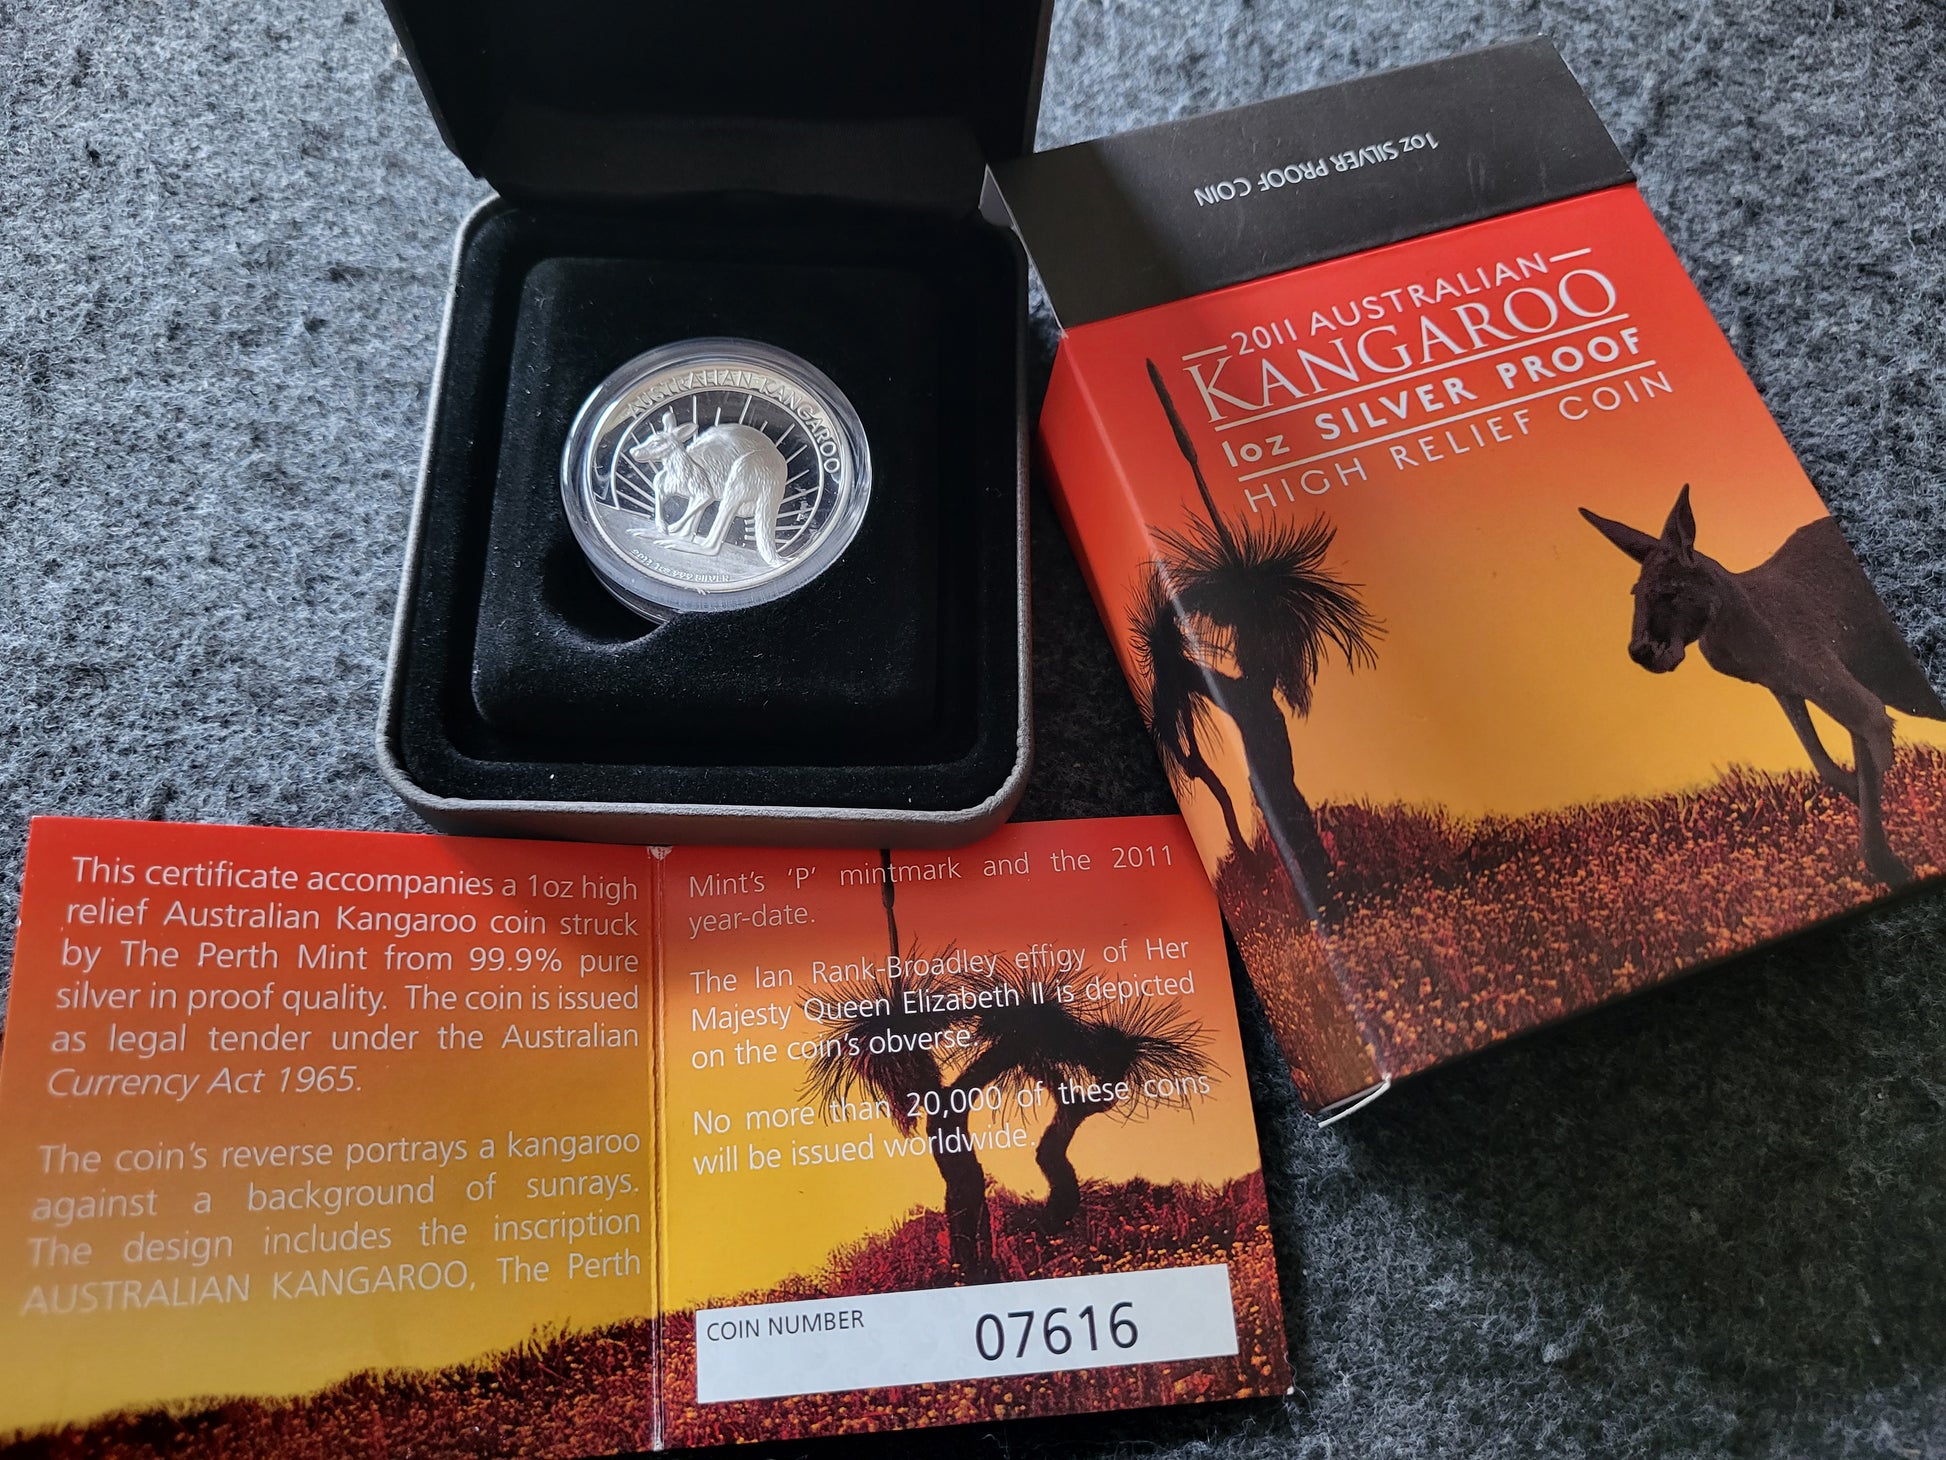 AUSTRALIAN KANGAROO
2011 1oz 999 SILVER
1oz SILVER PROOF COIN
2011 AUSTRALIAN
KANGAROO
1oz SILVER PROOF
HIGH RELIEF COIN
This certificate accompanies a 1oz high
relief Australian Kangaroo coin struck
by The Perth Mint from 99.9% pure
silver in proof quality. The coin is issued
as legal tender under the Australian
Currency Act 1965.
The coin's reverse portrays a kangaroo
against a background of sunrays.
The design includes the inscription
AUSTRALIAN KANGAROO, The Perth
Mint's 'P' mintmark and the 2011
year-date.
The Ian Rank-Broadley effigy of Her
Majesty Queen Elizabeth II is depicted
on the coin's obverse.
No more than 20,000 of these coins
will be issued worldwide.
COIN NUMBER 07616